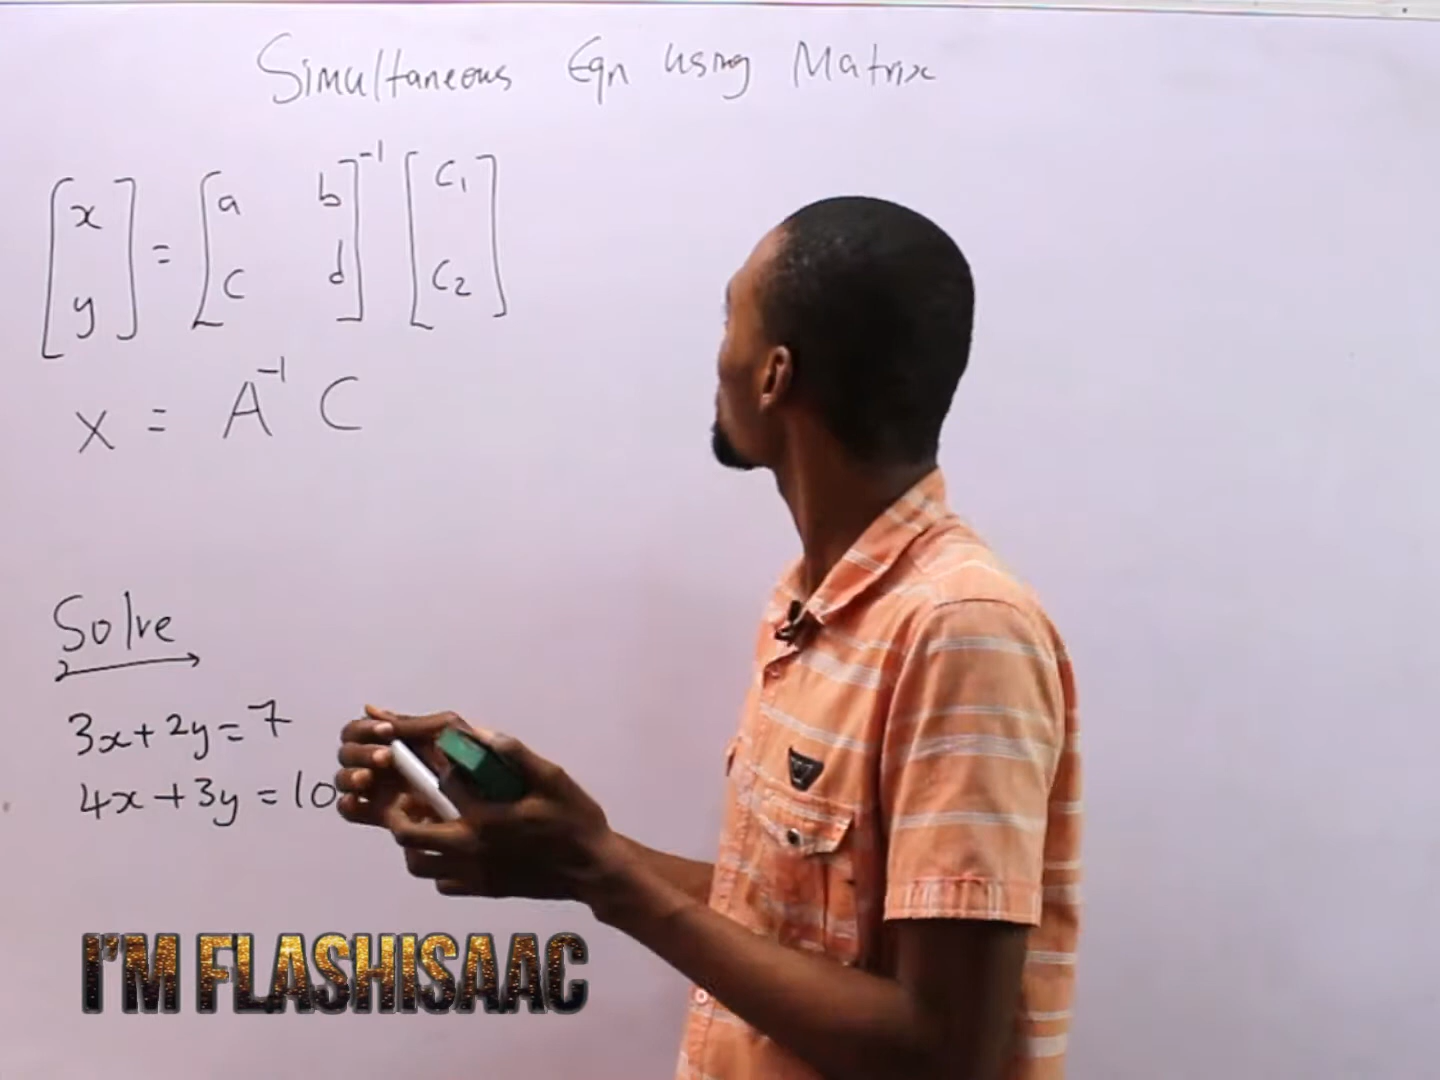 Simultaneous Eqn using Matrix
[x y] = [a b c d]⁻¹ [C₁ C₂]
X = A⁻¹ C
Solve
3x+2y=7
4x+3y=10
I'M FLASHISAAC